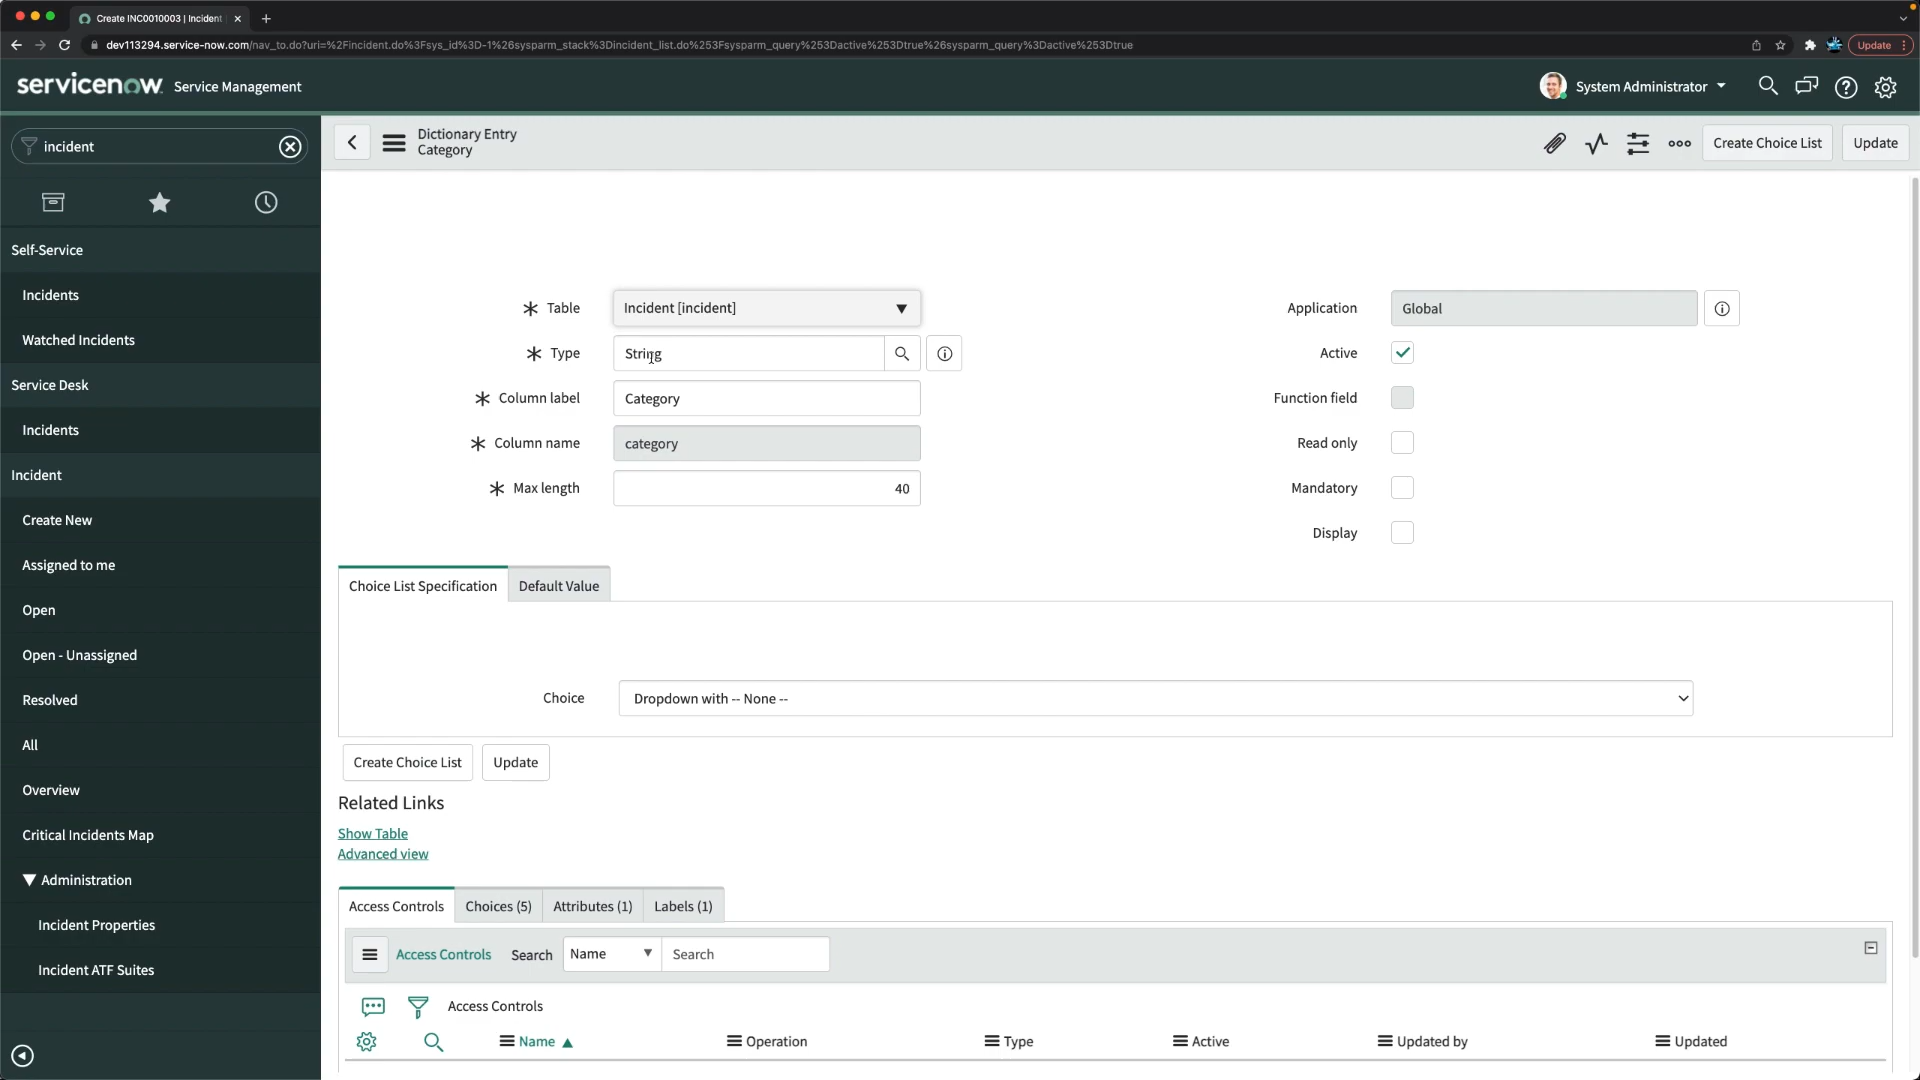 Create INC0010003 | Incident
dev113294.service-now.com/nav_to.do?url=%2Fincident.do%3Fsys_id%3D-1%26sysparm_stack%3Dincident_list.do%253Fsysparm_query%253Dactive%253Dtrue%26sysparm_query%3Dactive%253Dtrue
Update
servicenow Service Management
System Administrator
incident
Dictionary Entry
Category
Create Choice List
Update
Self-Service
Incidents
Watched Incidents
Service Desk
Incidents
Incident
Create New
Assigned to me
Open
Open - Unassigned
Resolved
All
Overview
Critical Incidents Map
Administration
Incident Properties
Incident ATF Suites
Table Incident [incident]
Type String
Column label Category
Column name category
Max length 40
Application Global
Active
Function field
Read only
Mandatory
Display
Choice List Specification Default Value
Choice Dropdown with -- None --
Create Choice List Update
Related Links
Show Table
Advanced view
Access Controls Choices (5) Attributes (1) Labels (1)
Access Controls Search Name Search
Access Controls
Name Operation Type Active Updated by Updated